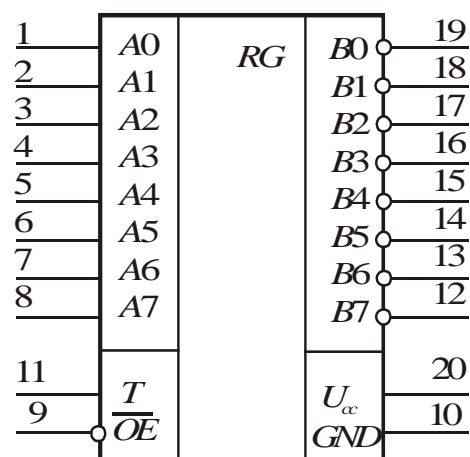 1 A0 RG B0 19
2 A1 B1 18
3 A2 B2 17
4 A3 B3 16
5 A4 B4 15
6 A5 B5 14
7 A6 B6 13
8 A7 B7 12
11 T Ucc 20
9 OE GND 10